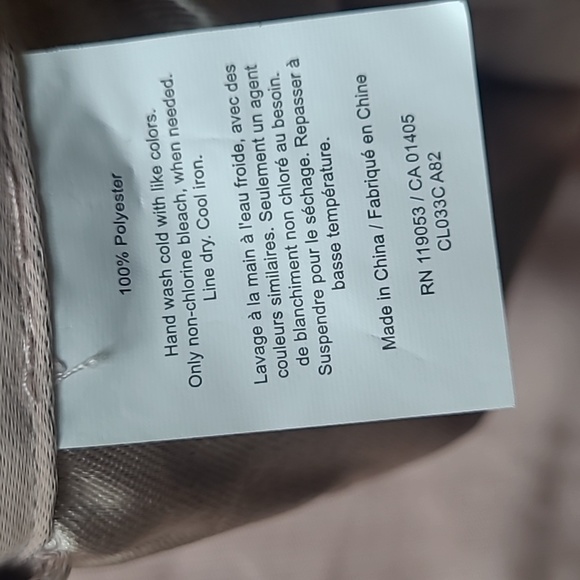 100% Polyester
Hand wash cold with like colors.
Only non-chlorine bleach, when needed.
Line dry. Cool iron.
Lavage à la main à l'eau froide, avec des
couleurs similaires. Seulement un agent
de blanchiment non chloré au besoin.
Suspendre pour le séchage. Repasser à
basse température.
Made in China / Fabriqué en Chine
RN 119053 / CA 01405
CL033C A82